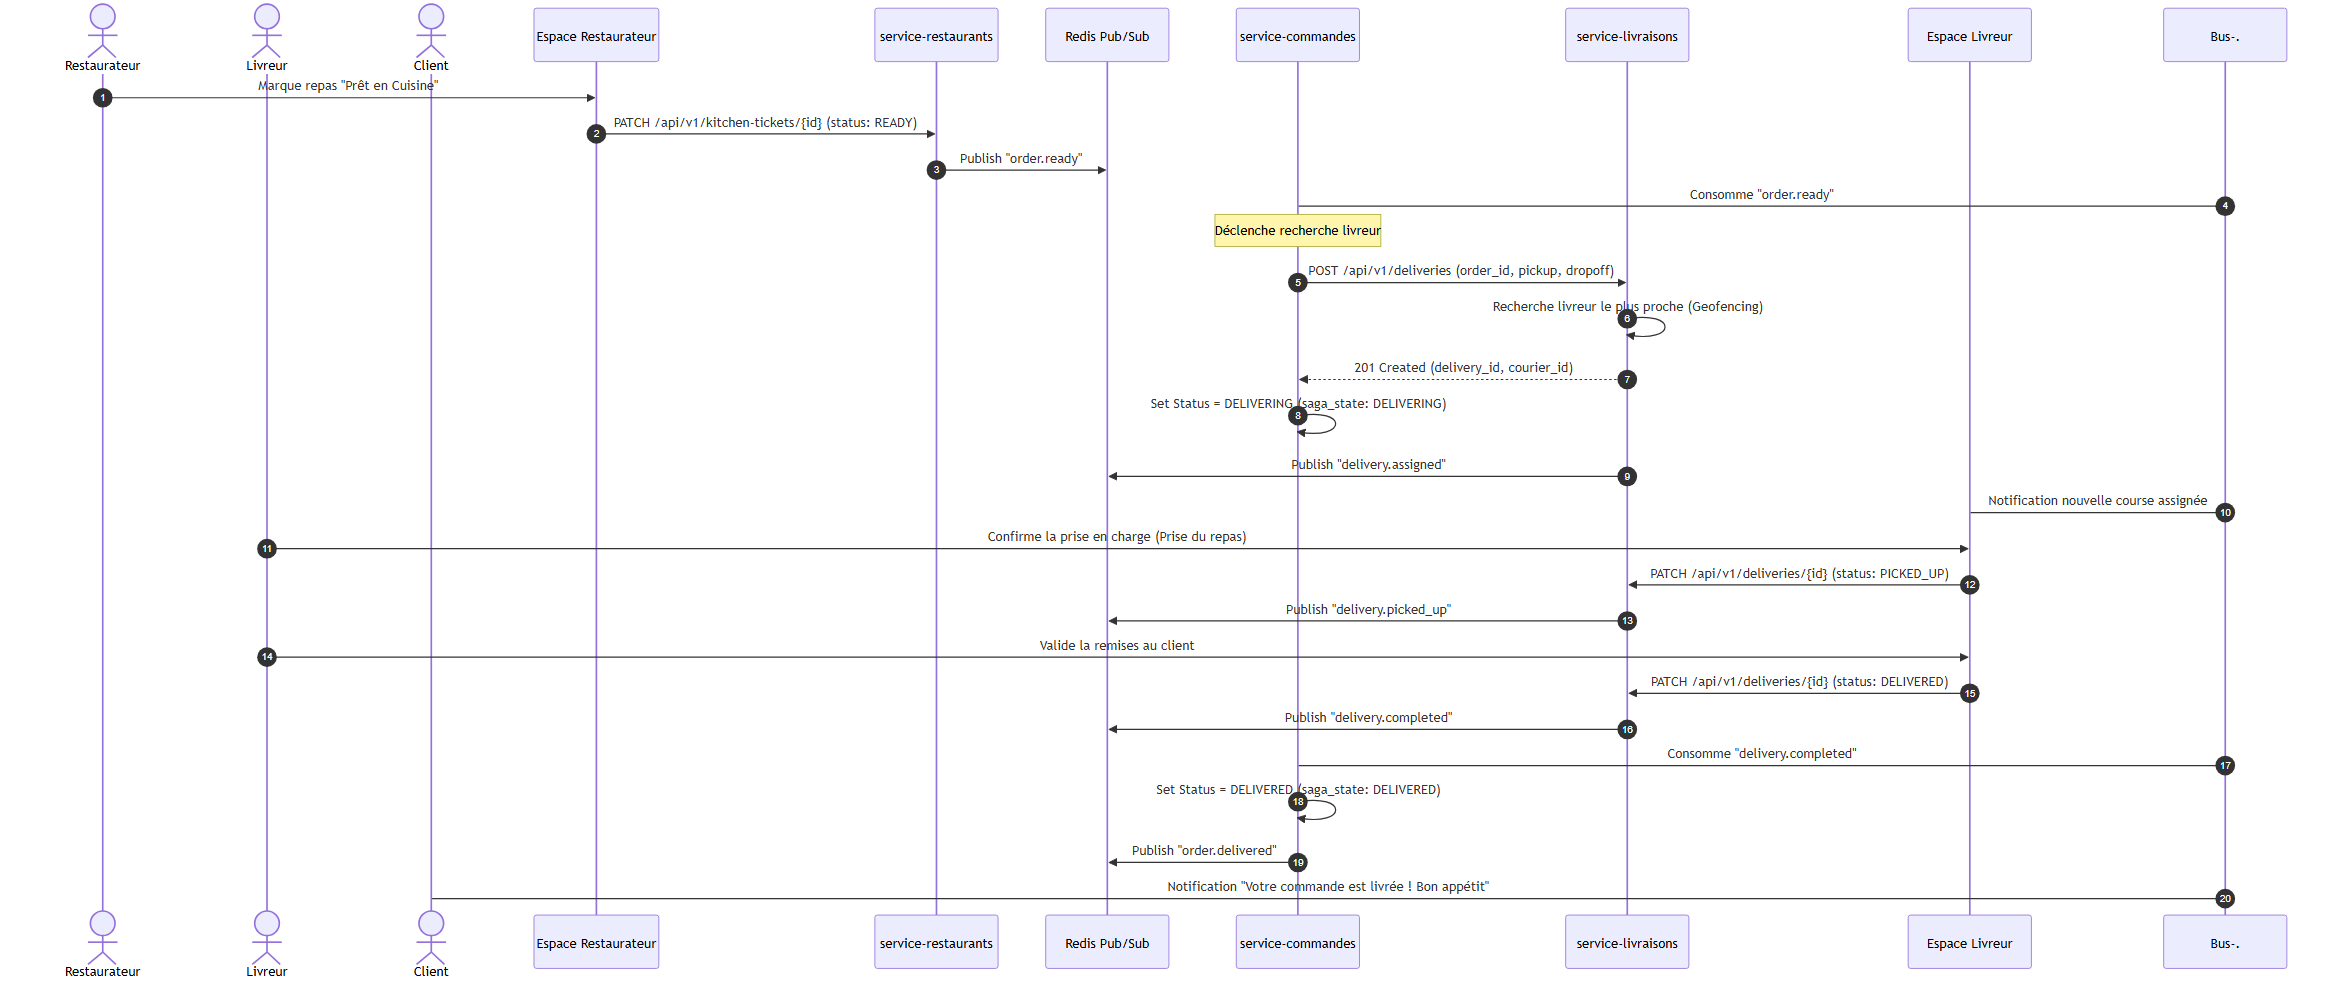 Restaurateur
Livreur
Client
Espace Restaurateur
service-restaurants
Redis Pub/Sub
service-commandes
service-livraisons
Espace Livreur
Bus-.
1
Marque repas "Prêt en Cuisine"
2
PATCH /api/v1/kitchen-tickets/{id} (status: READY)
3
Publish "order.ready"
Consomme "order.ready"
4
Déclenche recherche livreur
5
POST /api/v1/deliveries (order_id, pickup, dropoff)
Recherche livreur le plus proche (Geofencing)
6
201 Created (delivery_id, courier_id)
7
Set Status = DELIVERING (saga_state: DELIVERING)
8
Publish "delivery.assigned"
9
Notification nouvelle course assignée
10
11
Confirme la prise en charge (Prise du repas)
PATCH /api/v1/deliveries/{id} (status: PICKED_UP)
12
Publish "delivery.picked_up"
13
14
Valide la remises au client
PATCH /api/v1/deliveries/{id} (status: DELIVERED)
15
Publish "delivery.completed"
16
Consomme "delivery.completed"
17
Set Status = DELIVERED (saga_state: DELIVERED)
18
Publish "order.delivered"
19
Notification "Votre commande est livrée ! Bon appétit"
20
Restaurateur
Livreur
Client
Espace Restaurateur
service-restaurants
Redis Pub/Sub
service-commandes
service-livraisons
Espace Livreur
Bus-.